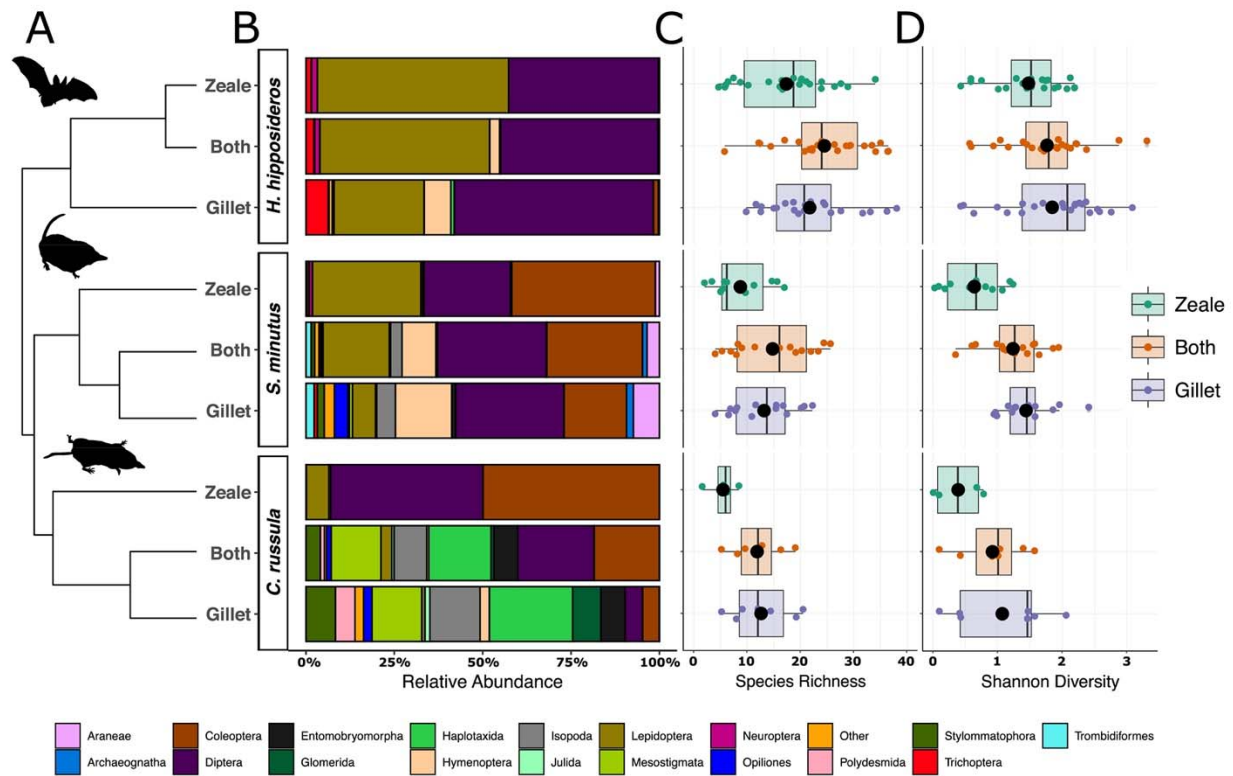 A B C D
H. hipposideros
Zeale
Both
Gillet
S. minutus
Zeale
Both
Gillet
C. russula
Zeale
Both
Gillet
Zeale
Both
Gillet
0% 25% 50% 75% 100%
Relative Abundance
0 10 20 30 40
Species Richness
0 1 2 3
Shannon Diversity
Araneae Coleoptera Entomobryomorpha Haplotaxida Isopoda Lepidoptera Neuroptera Other Stylommatophora Trombidiformes
Archaeognatha Diptera Glomerida Hymenoptera Julida Mesostigmata Opiliones Polydesmida Trichoptera